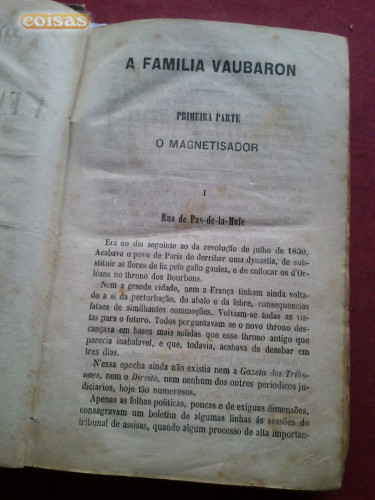 coisas
A FAMILIA VAUBARON
PRIMEIRA PARTE
O MAGNETISADOR
I
Rua de Pas-de-la-Mule
Era no dia segointe ao da revolução de julho de 1830.
Acabava o povo de Paris de derribar uma dynastia, de sub-
stituir as flores de liz pelo gallo gaulez, e de collocar os d'Or-
léans no throno dos Bourbons.
Nem a grande cidade, nem a França tinham ainda volta-
do a si da perturbação, do abalo e da febre, consequencias
fataes de similhantes commoções. Volviam-se todas as vis-
tas para o futuro. Todos perguntavam se o novo throno des-
cançava em bases mais solidas que esse throno antigo que
parecia inabalavel, e que, todavia, acabava de desabar em
tres dias.
N'essa epocha ainda não existia nem a Gazeta dos Tribu-
naes, nem o Direito, nem nenhum dos outros periodicos ju-
diciarios, hoje tão numerosos.
Apenas as folhas politicas, poucas e de exiguas dimensões,
consagravam um boletim de algumas linhas ás sessões do
tribunal de assisas, quando algum processo de alta importan-